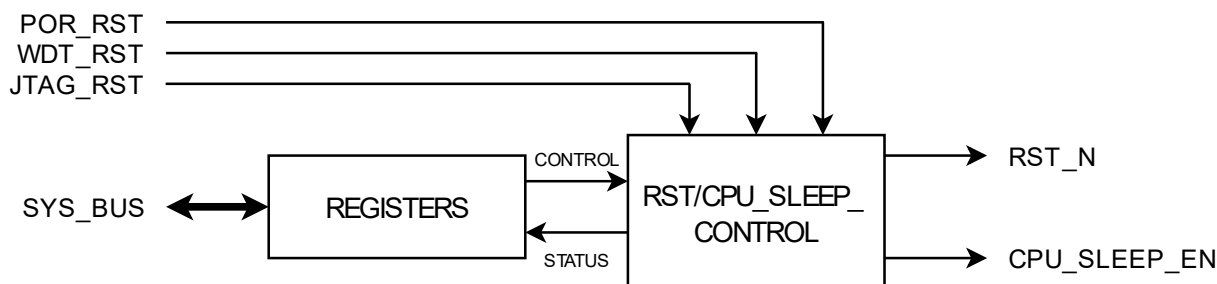 POR_RST
WDT_RST
JTAG_RST
CONTROL
RST_N
SYS_BUS
REGISTERS
RST/CPU_SLEEP_
CONTROL
STATUS
CPU_SLEEP_EN